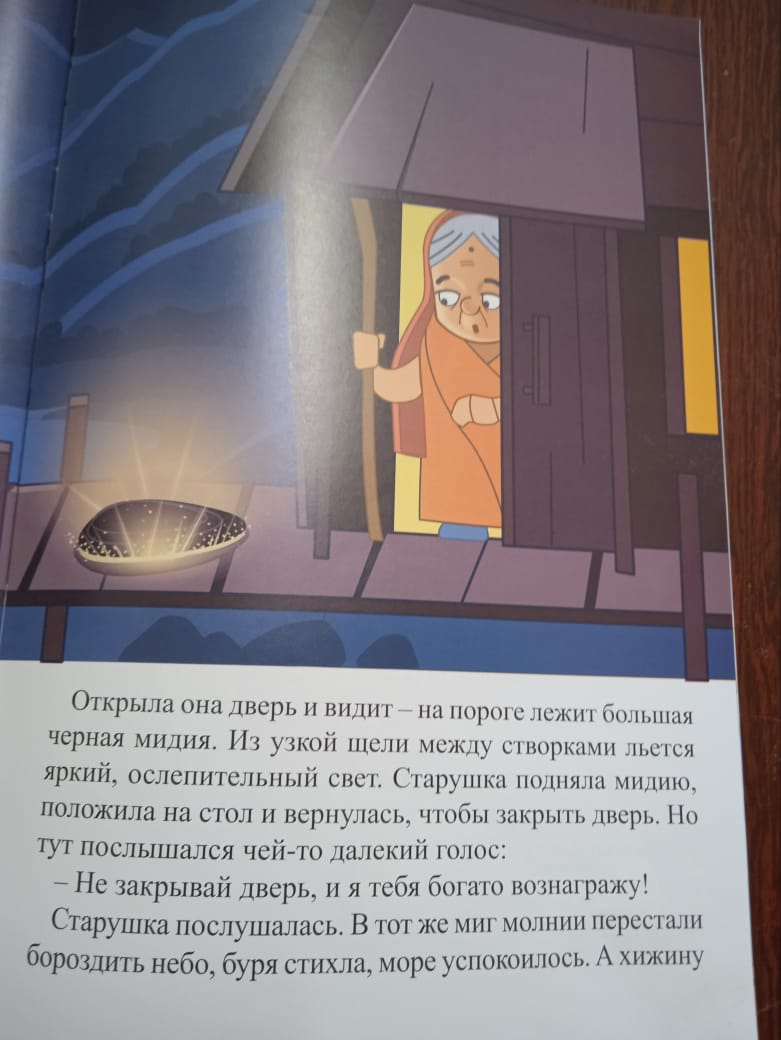 Открыла она дверь и видит – на пороге лежит большая
черная мидия. Из узкой щели между створками льется
яркий, ослепительный свет. Старушка подняла мидию,
положила на стол и вернулась, чтобы закрыть дверь. Но
тут послышался чей-то далекий голос:
– Не закрывай дверь, и я тебя богато вознагражу!
Старушка послушалась. В тот же миг молнии перестали
бороздить небо, буря стихла, море успокоилось. А хижину